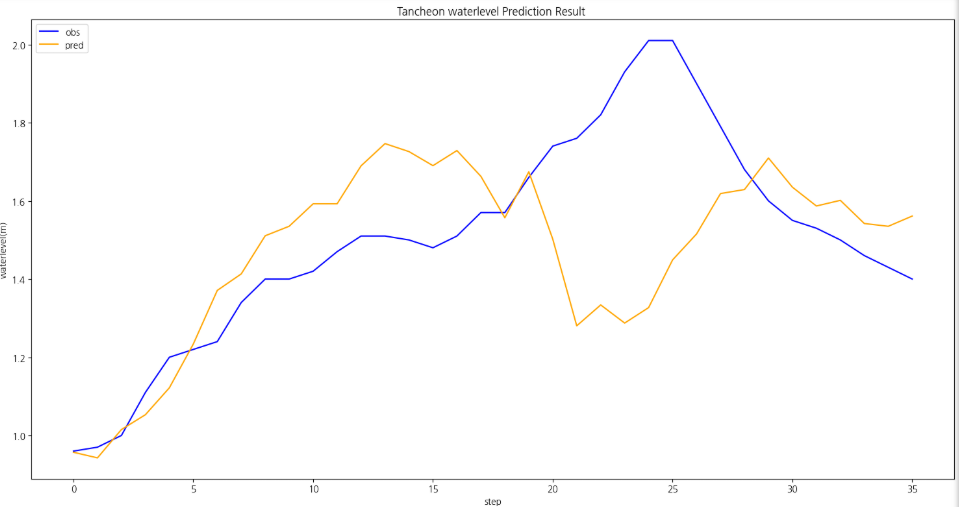 Tancheon waterlevel Prediction Result
obs
pred
2.0
1.8
1.6
1.4
1.2
1.0
waterlevel(m)
0 5 10 15 20 25 30 35
step